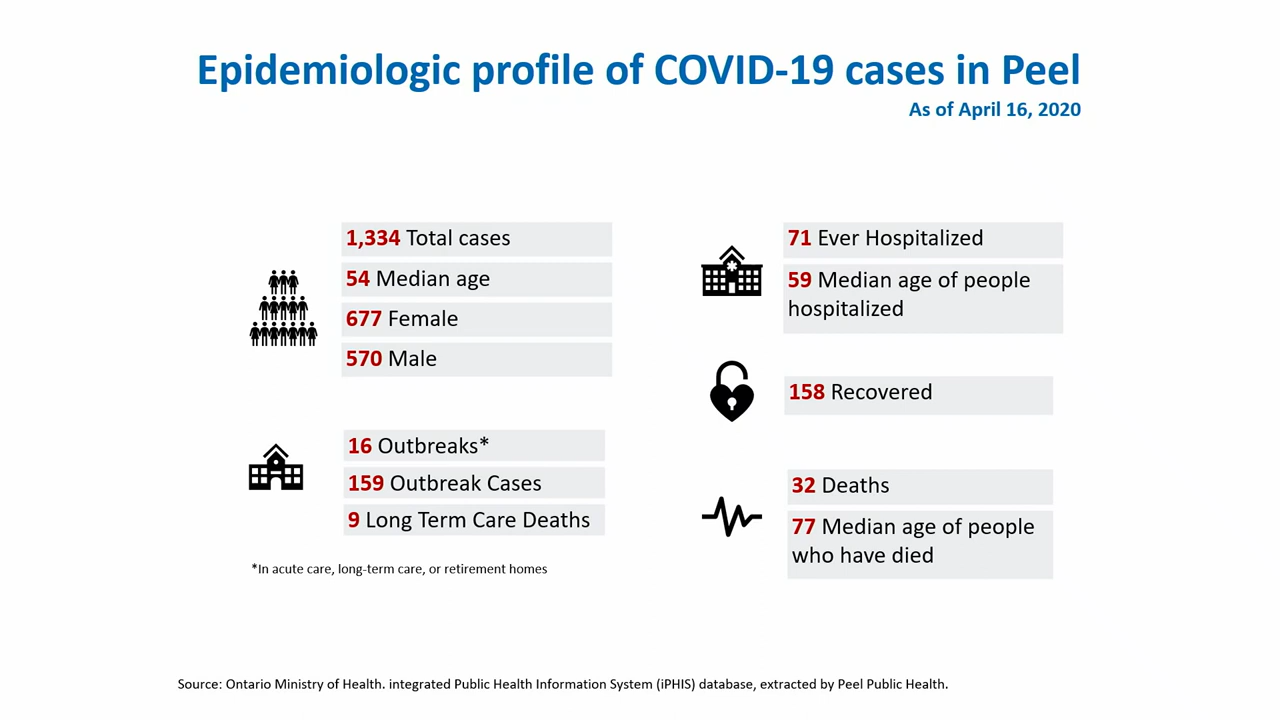 Epidemiologic profile of COVID-19 cases in Peel
As of April 16, 2020
1,334 Total cases
54 Median age
677 Female
570 Male
16 Outbreaks*
159 Outbreak Cases
9 Long Term Care Deaths
*In acute care, long-term care, or retirement homes
71 Ever Hospitalized
59 Median age of people
hospitalized
158 Recovered
32 Deaths
77 Median age of people
who have died
Source: Ontario Ministry of Health. integrated Public Health Information System (iPHIS) database, extracted by Peel Public Health.